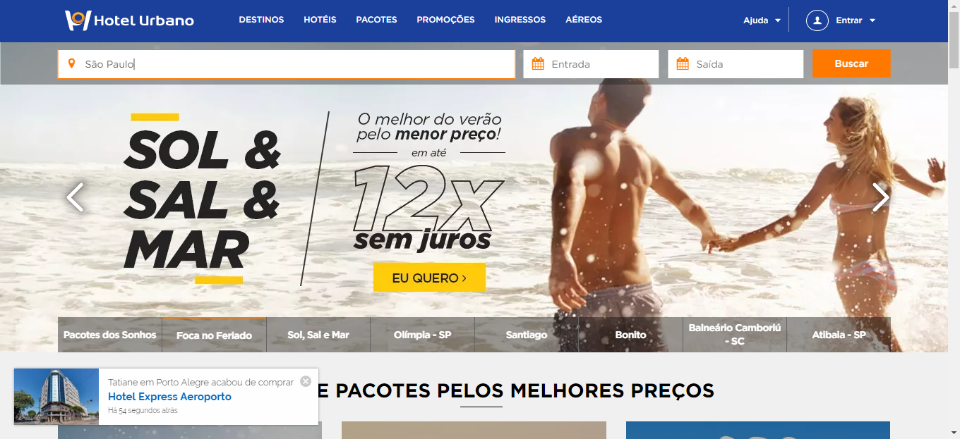 Hotel Urbano
DESTINOS HOTÉIS PACOTES PROMOÇÕES INGRESSOS AÉREOS
Ajuda Entrar
São Paulo Entrada Saída Buscar
SOL &
SAL &
MAR
O melhor do verão
pelo menor preço!
em até
12x
sem juros
EU QUERO >
Pacotes dos Sonhos Foca no Feriado Sol, Sal e Mar Olímpia - SP Santiago Bonito Balneário Camboriú - SC Atibaia - SP
E PACOTES PELOS MELHORES PREÇOS
Tatiane em Porto Alegre acabou de comprar
Hotel Express Aeroporto
Há 54 segundos atrás